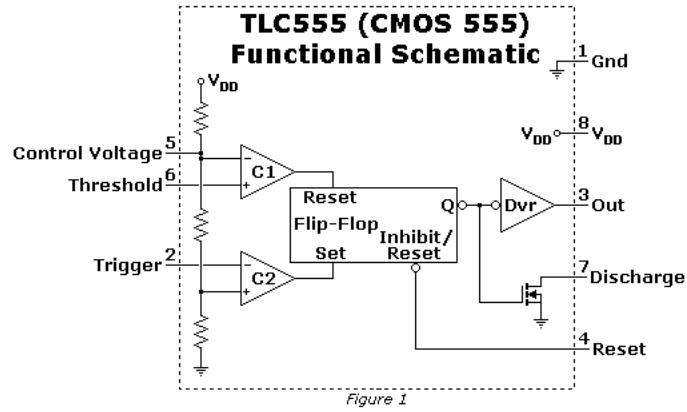 TLC555 (CMOS 555)
Functional Schematic
1
Gnd
VDD
8
VDD VDD
5
Control Voltage
-
C1
Threshold
6
+
Reset
Flip-Flop
Q
Inhibit/
Reset
Set
Dvr
3
Out
Trigger
2
-
C2
+
7
Discharge
4
Reset
Figure 1